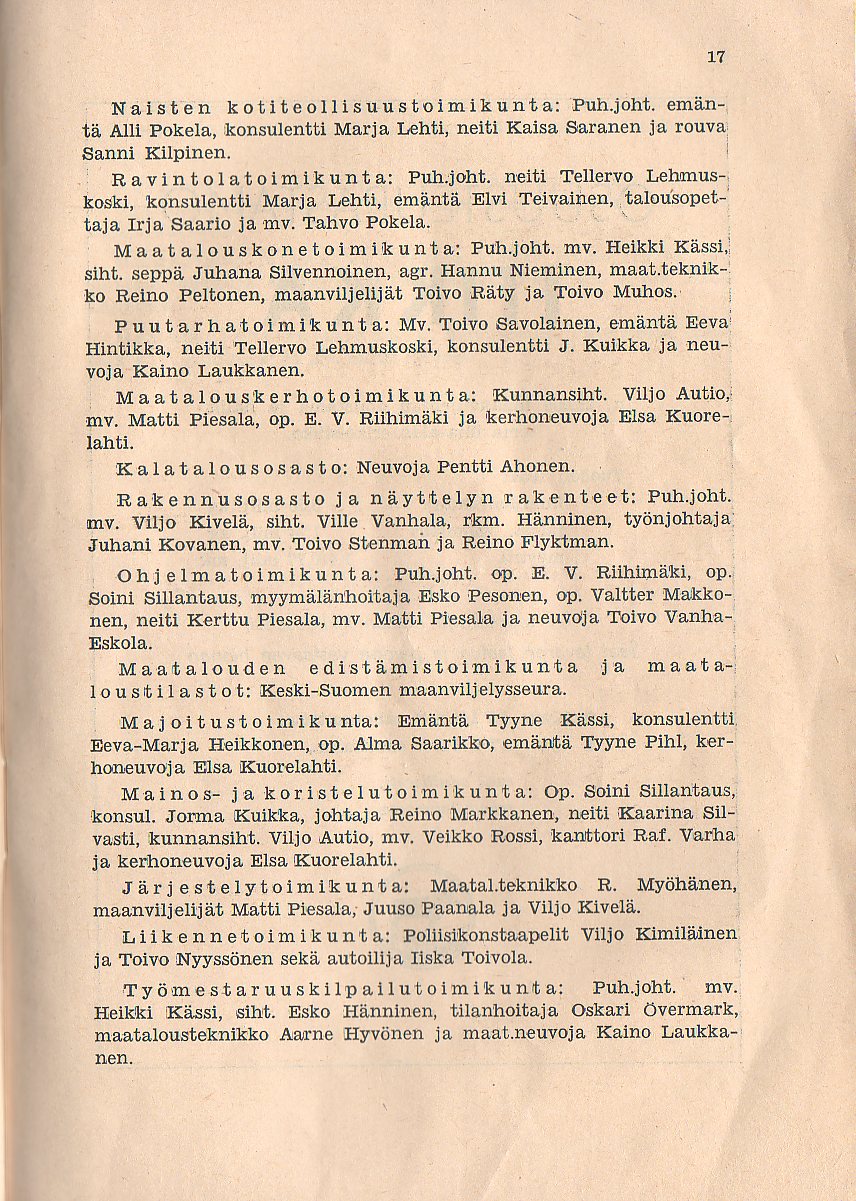 17
Naisten kotiteollisuustoimikunta: Puh.joht. emän-
tä Alli Pokela, konsulentti Marja Lehti, neiti Kaisa Saranen ja rouva
Sanni Kilpinen.
Ravintolatoimikunta: Puh.joht. neiti Tellervo Lehmus-
koski, konsulentti Marja Lehti, emäntä Elvi Teivainen, talousopet-
taja Irja Saario ja mv. Tahvo Pokela.
Maatalouskonetoimikunta: Puh.joht. mv. Heikki Kässi,
siht. seppä Juhana Silvennoinen, agr. Hannu Nieminen, maat.teknik-
ko Reino Peltonen, maanviljelijät Toivo Räty ja Toivo Muhos.
Puutarhatoimikunta: Mv. Toivo Savolainen, emäntä Eeva
Hintikka, neiti Tellervo Lehmuskoski, konsulentti J. Kuikka ja neu-
voja Kaino Laukkanen.
Maatalouskerhotoimikunta: Kunnansiht. Viljo Autio,
mv. Matti Piesala, op. E. V. Riihimäki ja kerhoneuvoja Elsa Kuore-
lahti.
Kalatalousosasto: Neuvoja Pentti Ahonen.
Rakennusosasto ja näyttelyn rakenteet: Puh.joht.
mv. Viljo Kivelä, siht. Ville Vanhala, rkm. Hänninen, työnjohtaja
Juhani Kovanen, mv. Toivo Stenman ja Reino Flyktman.
Ohjelmatoimikunta: Puh.joht. op. E. V. Riihimäki, op.
Soini Sillantaus, myymälänhoitaja Esko Pesonen, op. Valtter Makko-
nen, neiti Kerttu Piesala, mv. Matti Piesala ja neuvoja Toivo Vanha-
Eskola.
Maatalouden edistämistoimikunta ja maata-
loustilastot: Keski-Suomen maanviljelysseura.
Majoitustoimikunta: Emäntä Tyyne Kässi, konsulentti
Eeva-Marja Heikkonen, op. Alma Saarikko, emäntä Tyyne Pihl, ker-
honeuvoja Elsa Kuorelahti.
Mainos- ja koristelutoimikunta: Op. Soini Sillantaus,
konsul. Jorma Kuikka, johtaja Reino Markkanen, neiti Kaarina Sil-
vasti, kunnansiht. Viljo Autio, mv. Veikko Rossi, kanttori Raf. Varha
ja kerhoneuvoja Elsa Kuorelahti.
Järjestelytoimikunta: Maatal.teknikko R. Myöhänen,
maanviljelijät Matti Piesala, Juuso Paanala ja Viljo Kivelä.
Liikennetoimikunta: Poliisikonstaapelit Viljo Kimiläinen
ja Toivo Nyyssönen sekä autoilija Iiska Toivola.
Työmestaruuskilpailutoimikunta: Puh.joht. mv.
Heikki Kässi, siht. Esko Hänninen, tilanhoitaja Oskari Övermark,
maatalousteknikko Aarne Hyvönen ja maat.neuvoja Kaino Laukka-
nen.